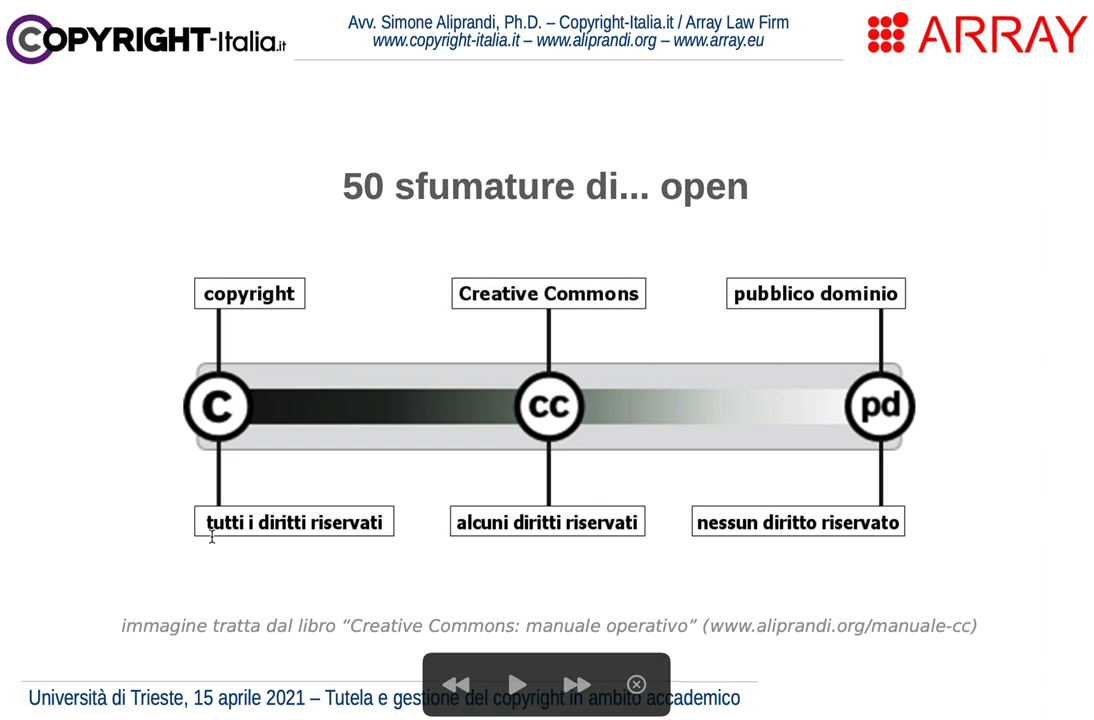 COPYRIGHT-Italia.it
Avv. Simone Aliprandi, Ph.D. – Copyright-Italia.it / Array Law Firm
www.copyright-italia.it – www.aliprandi.org – www.array.eu
ARRAY
50 sfumature di... open
copyright
Creative Commons
pubblico dominio
C
cc
pd
tutti i diritti riservati
alcuni diritti riservati
nessun diritto riservato
immagine tratta dal libro “Creative Commons: manuale operativo” (www.aliprandi.org/manuale-cc)
Università di Trieste, 15 aprile 2021 – Tutela e gestione del copyright in ambito accademico